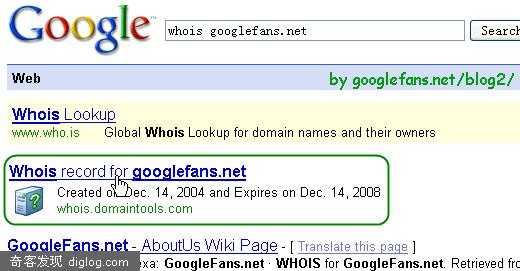 Google™
whois googlefans.net
Search
Web
by googlefans.net/blog2/
Whois Lookup
www.who.is Global Whois Lookup for domain names and their owners
Whois record for googlefans.net
Created on Dec. 14, 2004 and Expires on Dec. 14, 2008
whois.domaintools.com
GoogleFans.net - AboutUs Wiki Page - [ Translate this page ]
exa: GoogleFans.net · WHOIS for GoogleFans.net. Retrieved fro
奇客发现 diglog.com